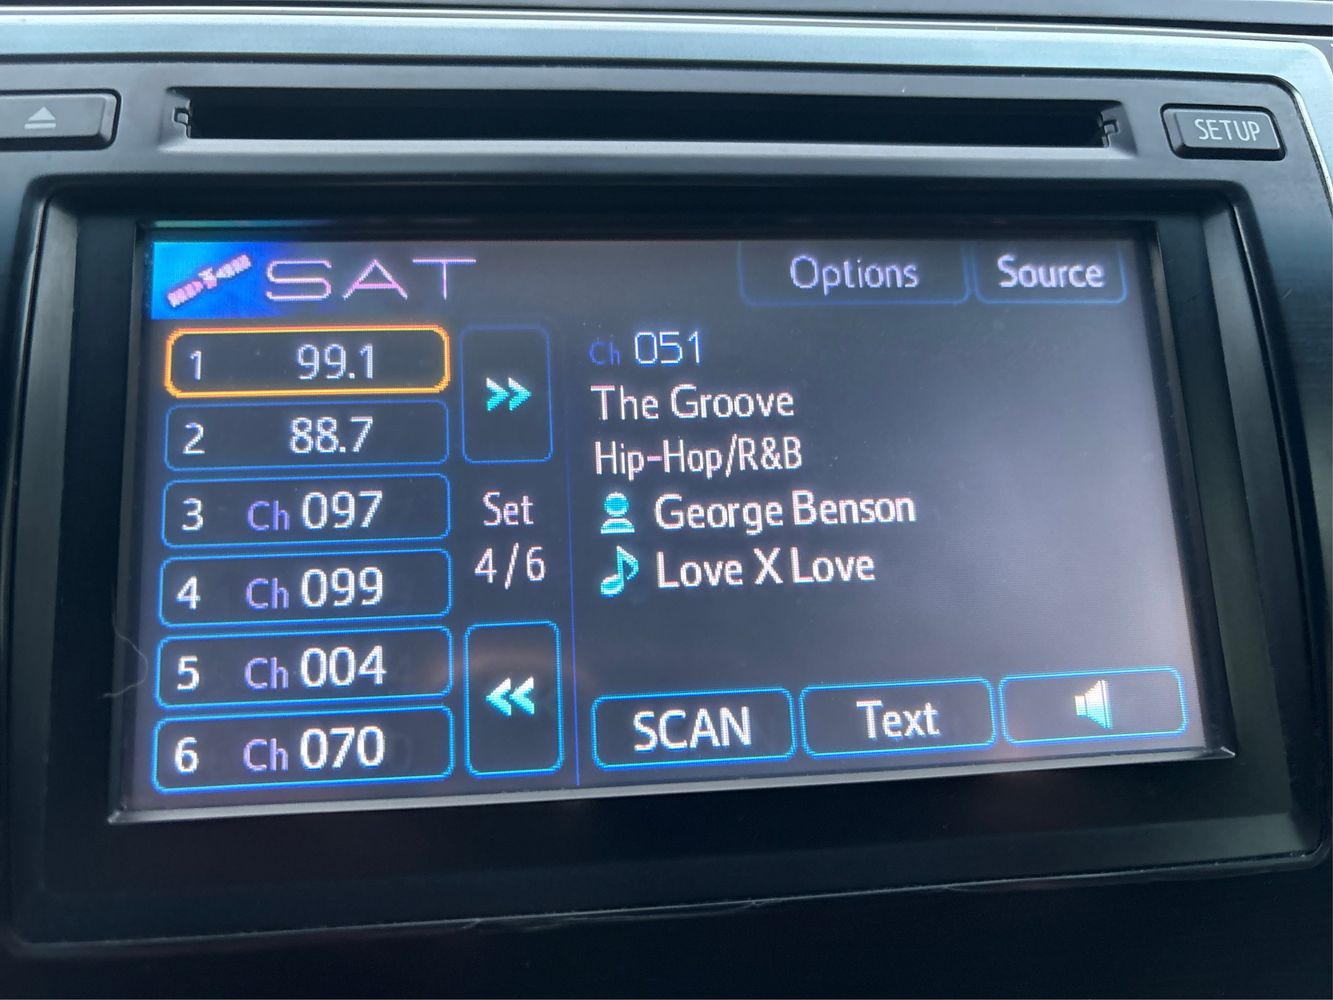 SETUP
SAT
Options
Source
1 99.1
2 88.7
3 Ch 097
4 Ch 099
5 Ch 004
6 Ch 070
Set
4/6
Ch 051
The Groove
Hip-Hop/R&B
George Benson
Love X Love
SCAN
Text